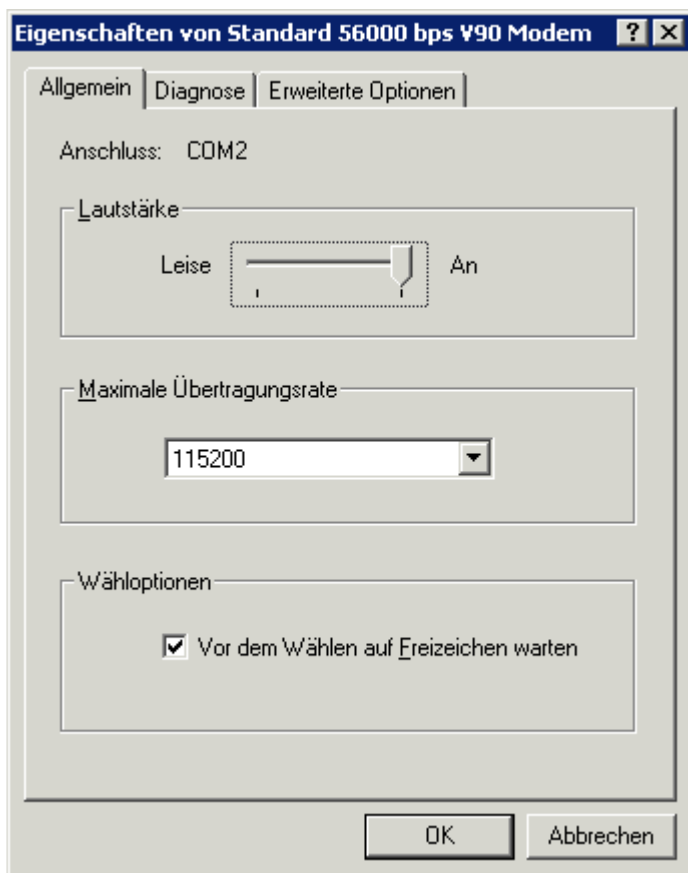 Eigenschaften von Standard 56000 bps V90 Modem
Allgemein Diagnose Erweiterte Optionen
Anschluss: COM2
Lautstärke
Leise An
Maximale Übertragungsrate
115200
Wähloptionen
Vor dem Wählen auf Freizeichen warten
OK Abbrechen